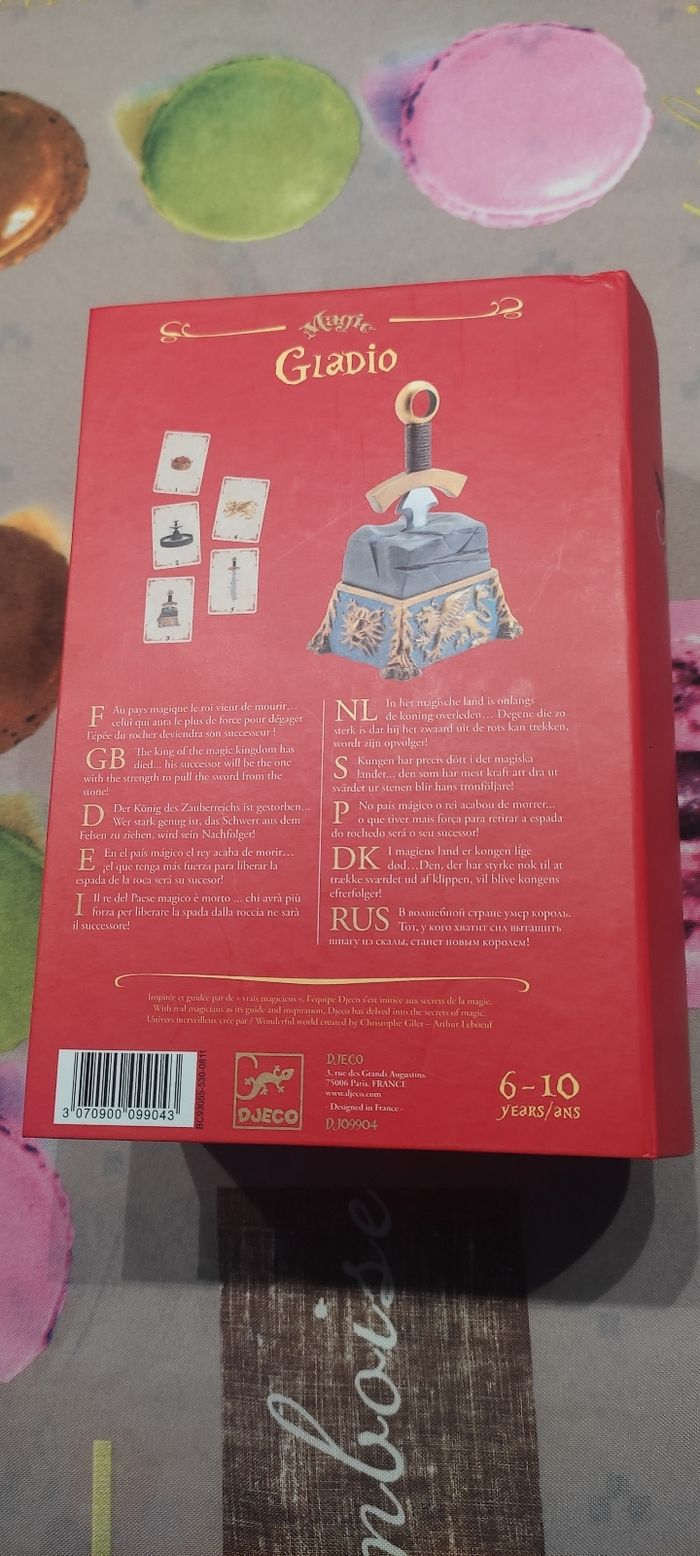 Magic
Gladio
1
4
2
5
3
F Au pays magique le roi vient de mourir...
celui qui aura le plus de force pour dégager
l'épée du rocher deviendra son successeur !
GB The king of the magic kingdom has
died... his successor will be the one
with the strength to pull the sword from the
stone!
D Der König des Zauberreichs ist gestorben...
Wer stark genug ist, das Schwert aus dem
Felsen zu ziehen, wird sein Nachfolger!
E En el país mágico el rey acaba de morir...
¡el que tenga más fuerza para liberar la
espada de la roca será su sucesor!
I Il re del Paese magico è morto ... chi avrà più
forza per liberare la spada dalla roccia ne sarà
il successore!
NL In het magische land is onlangs
de koning overleden... Degene die zo
sterk is dat hij het zwaard uit de rots kan trekken,
wordt zijn opvolger!
S Kungen har precis dött i det magiska
landet... den som har mest kraft att dra ut
svärdet ur stenen blir hans tronföljare!
P No país mágico o rei acabou de morrer...
o que tiver mais força para retirar a espada
do rochedo será o seu sucessor!
DK I magiens land er kongen lige
død...Den, der har styrke nok til at
trække sværdet ud af klippen, vil blive kongens
efterfølger!
RUS В волшебной стране умер король.
Тот, у кого хватит сил вытащить
шпагу из скалы, станет новым королем!
Inspirée et guidée par de « vrais magiciens », l'équipe Djeco s'est initiée aux secrets de la magie.
With real magicians as its guide and inspiration, Djeco has delved into the secrets of magic.
Univers merveilleux crée par / Wonderful world created by Christophe Giler – Arthur Leboeuf
3 070900 099043
BC93055-530-0811
DJECO
DJECO
3, rue des Grands Augustins
75006 Paris. FRANCE
www.djeco.com
- Designed in France -
DJ09904
6-10
years/ans
mboise